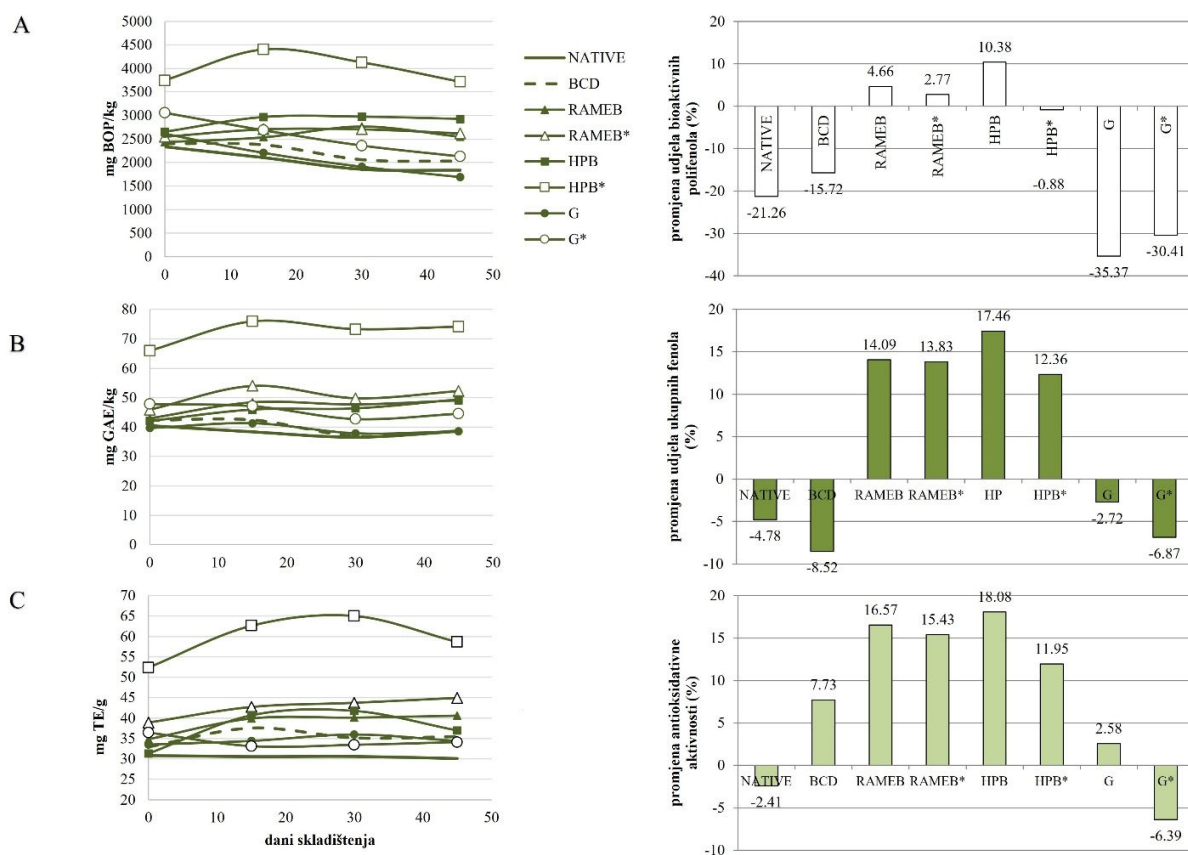 A
5000
4500
4000
3500
3000
2500
2000
1500
1000
500
0
mg BOP/kg
0 10 20 30 40 50
NATIVE
BCD
RAMEB
RAMEB*
HPB
HPB*
G
G*
promjena udjela bioaktivnih
polifenola (%)
20
10
0
-10
-20
-30
-40
NATIVE
-21.26
BCD
-15.72
4.66
RAMEB
2.77
RAMEB*
10.38
HPB
HPB*
-0.88
G
-35.37
G*
-30.41
B
80
70
60
50
40
30
20
10
0
mg GAE/kg
0 10 20 30 40 50
promjena udjela ukupnih fenola
(%)
20
15
10
5
0
-5
-10
14.09 13.83 17.46 12.36
NATIVE BCD RAMEB RAMEB* HP HPB* G G*
-4.78 -8.52 -2.72 -6.87
C
65
60
55
50
45
40
35
30
25
20
mg TE/g
0 10 20 30 40 50
dani skladištenja
promjena antioksidativne
aktivnosti (%)
20
15
10
5
0
-5
-10
7.73 16.57 15.43 18.08 11.95 2.58
NATIVE BCD RAMEB RAMEB* HPB HPB* G G*
-2.41 -6.39